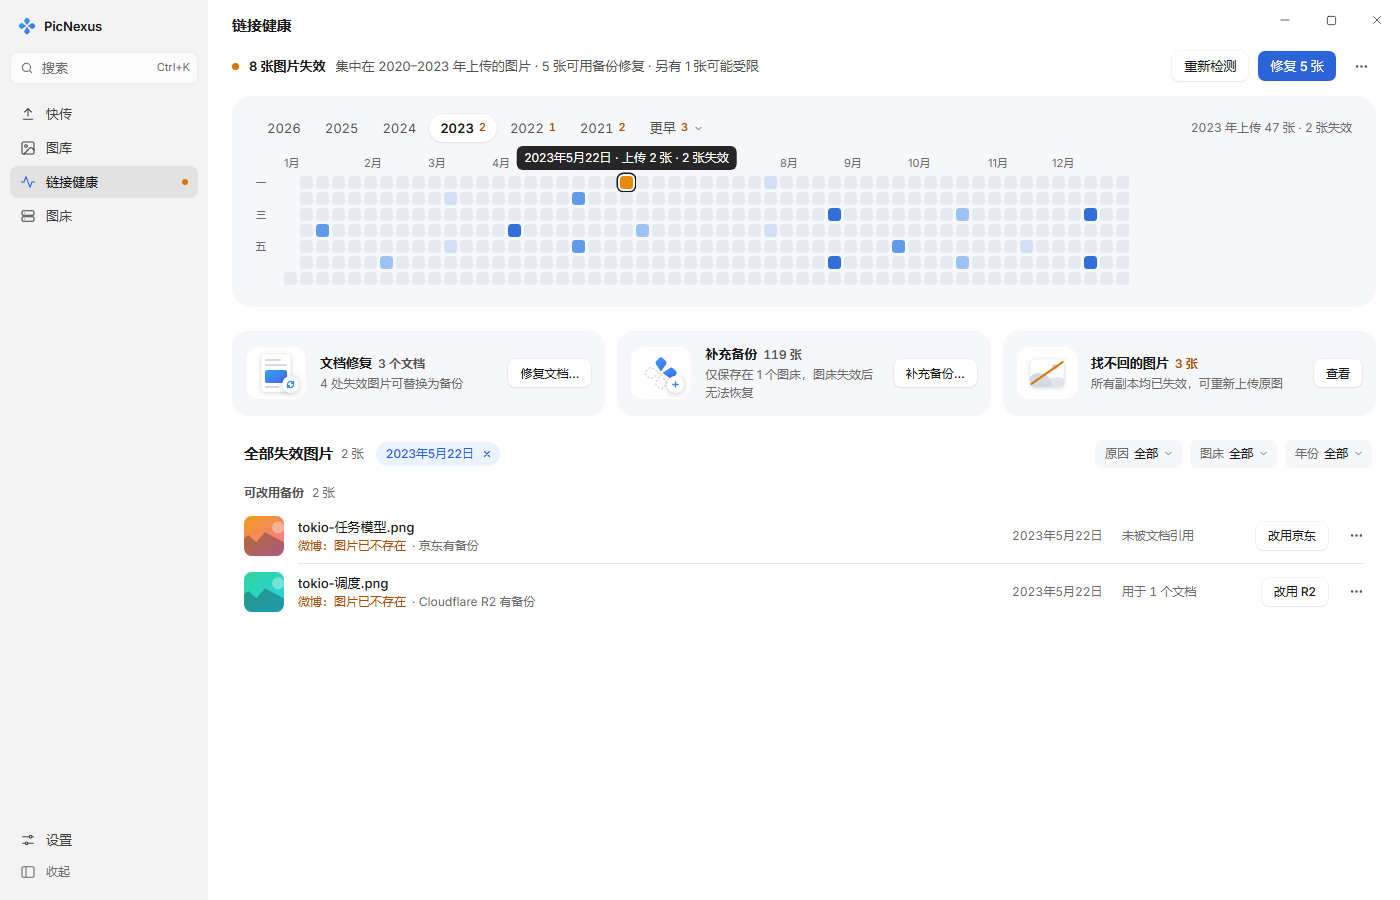 PicNexus
搜索 Ctrl+K
快传
图库
链接健康
图床
设置
收起
链接健康
8 张图片失效 集中在 2020–2023 年上传的图片 · 5 张可用备份修复 · 另有 1 张可能受限
重新检测 修复 5 张
2026 2025 2024 2023 2 2022 1 2021 2 更早 3
2023 年上传 47 张 · 2 张失效
2023年5月22日 · 上传 2 张 · 2 张失效
1月 2月 3月 4月 8月 9月 10月 11月 12月
一
三
五
文档修复 3 个文档
4 处失效图片可替换为备份
修复文档...
补充备份 119 张
仅保存在 1 个图床，图床失效后
无法恢复
补充备份...
找不回的图片 3 张
所有副本均已失效，可重新上传原图
查看
全部失效图片 2 张 2023年5月22日
原因 全部 图床 全部 年份 全部
可改用备份 2 张
tokio-任务模型.png
微博：图片已不存在 · 京东有备份
2023年5月22日 未被文档引用 改用京东
tokio-调度.png
微博：图片已不存在 · Cloudflare R2 有备份
2023年5月22日 用于 1 个文档 改用 R2